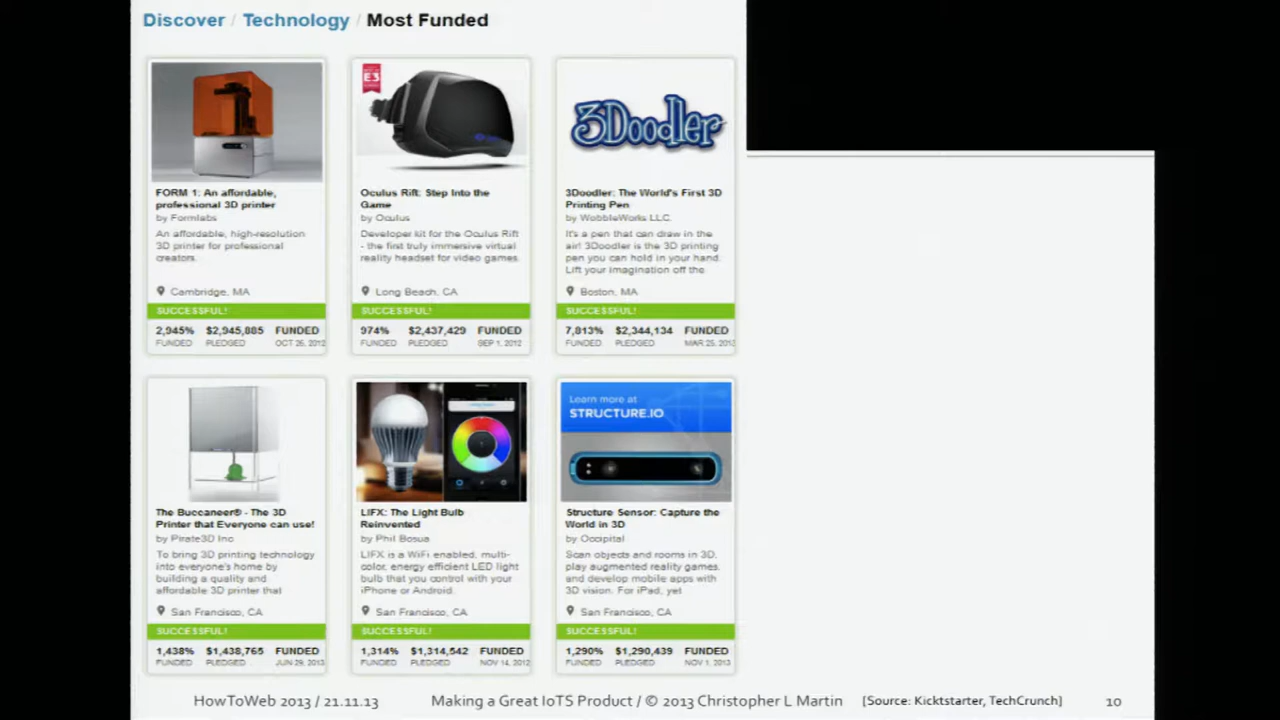 Discover / Technology / Most Funded
E3
3Doodler
FORM 1: An affordable,
professional 3D printer
by Formlabs
An affordable, high-resolution
3D printer for professional
creators.
Cambridge, MA
SUCCESSFUL!
2,945% $2,945,885 FUNDED
FUNDED PLEDGED OCT 26, 2012
Oculus Rift: Step Into the
Game
by Oculus
Developer kit for the Oculus Rift
- the first truly immersive virtual
reality headset for video games.
Long Beach, CA
SUCCESSFUL!
974% $2,437,429 FUNDED
FUNDED PLEDGED SEP 1, 2012
3Doodler: The World's First 3D
Printing Pen
by WobbleWorks LLC.
It's a pen that can draw in the
air! 3Doodler is the 3D printing
pen you can hold in your hand.
Lift your imagination off the
Boston, MA
SUCCESSFUL!
7,813% $2,344,134 FUNDED
FUNDED PLEDGED MAR 25, 2013
The Buccaneer® - The 3D
Printer that Everyone can use!
by Pirate3D Inc
To bring 3D printing technology
into everyone's home by
building a quality and
affordable 3D printer that
San Francisco, CA
SUCCESSFUL!
1,438% $1,438,765 FUNDED
FUNDED PLEDGED JUN 29, 2013
LIFX: The Light Bulb
Reinvented
by Phil Bosua
LIFX is a WiFi enabled, multi-
color, energy efficient LED light
bulb that you control with your
iPhone or Android.
San Francisco, CA
SUCCESSFUL!
1,314% $1,314,542 FUNDED
FUNDED PLEDGED NOV 14, 2012
Learn more at
STRUCTURE.IO
Structure Sensor: Capture the
World in 3D
by Occipital
Scan objects and rooms in 3D,
play augmented reality games,
and develop mobile apps with
3D vision. For iPad, yet
San Francisco, CA
SUCCESSFUL!
1,290% $1,290,439 FUNDED
FUNDED PLEDGED NOV 1, 2013
HowToWeb 2013 / 21.11.13 Making a Great IoTS Product / © 2013 Christopher L Martin [Source: Kicktstarter, TechCrunch] 10